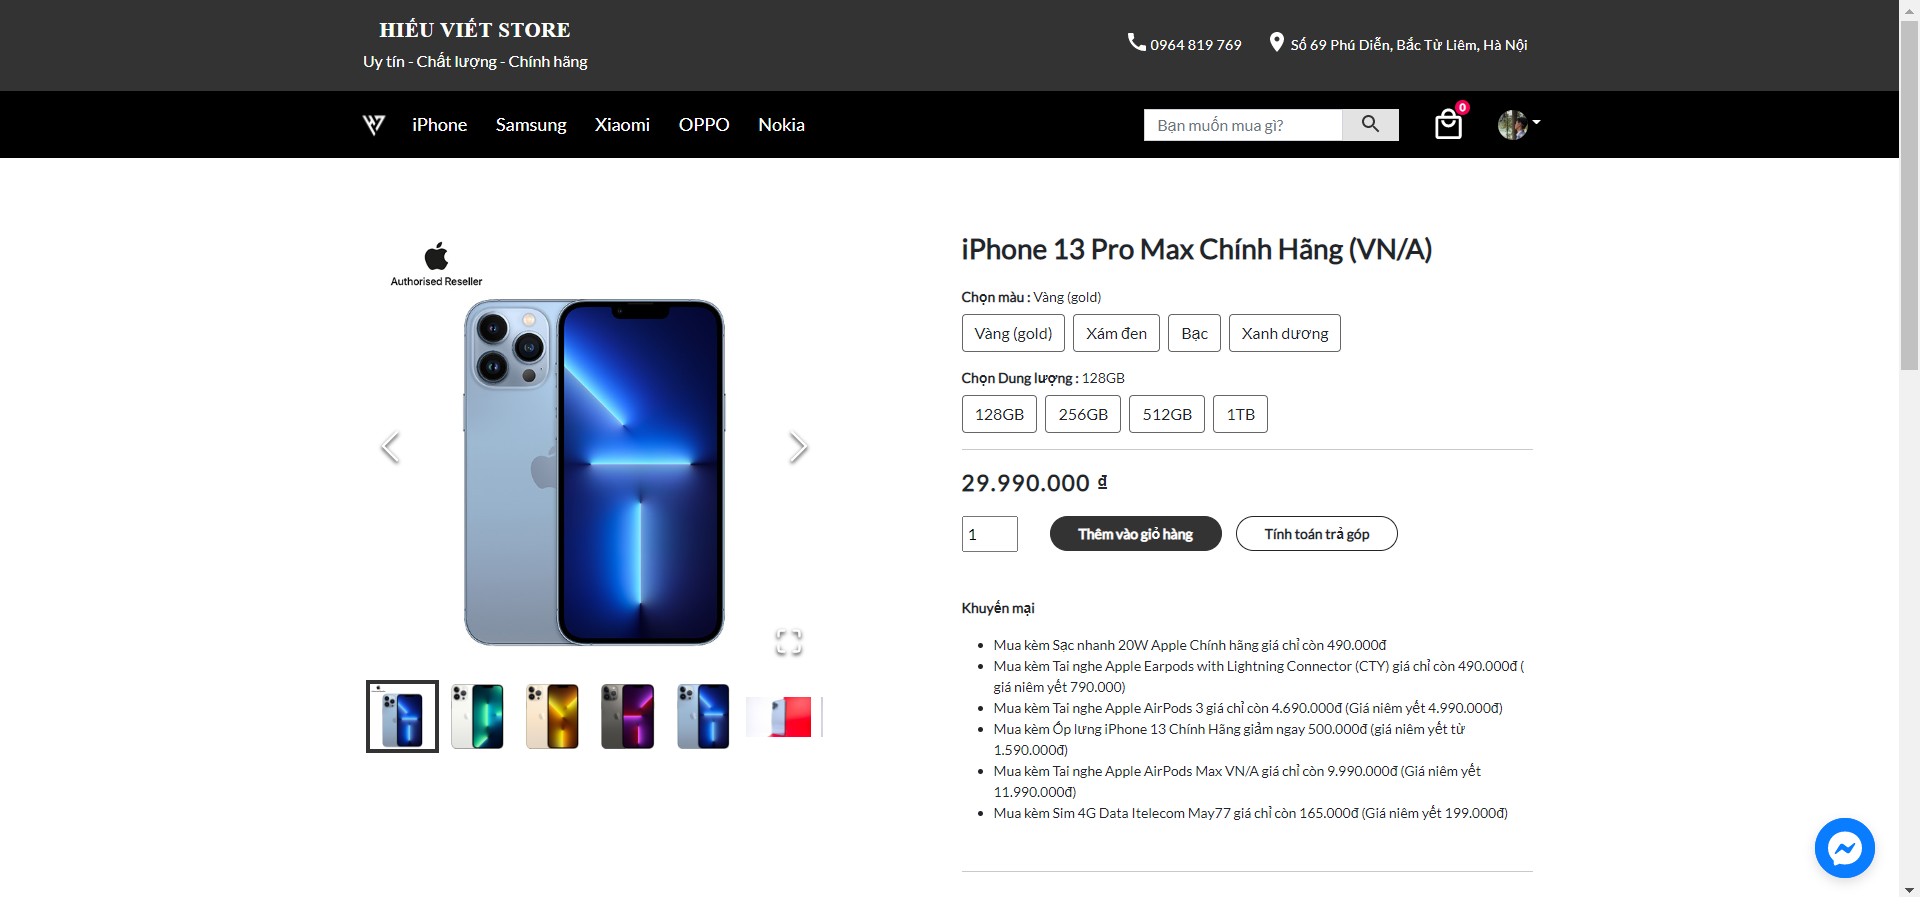 HIẾU VIẾT STORE
Uy tín - Chất lượng - Chính hãng
0964 819 769
Số 69 Phú Diễn, Bắc Từ Liêm, Hà Nội
iPhone
Samsung
Xiaomi
OPPO
Nokia
Bạn muốn mua gì?
0
Authorised Reseller
iPhone 13 Pro Max Chính Hãng (VN/A)
Chọn màu : Vàng (gold)
Vàng (gold)
Xám đen
Bạc
Xanh dương
Chọn Dung lượng : 128GB
128GB
256GB
512GB
1TB
29.990.000 ₫
1
Thêm vào giỏ hàng
Tính toán trả góp
Khuyến mại
Mua kèm Sạc nhanh 20W Apple Chính hãng giá chỉ còn 490.000đ
Mua kèm Tai nghe Apple Earpods with Lightning Connector (CTY) giá chỉ còn 490.000đ (
giá niêm yết 790.000)
Mua kèm Tai nghe Apple AirPods 3 giá chỉ còn 4.690.000đ (Giá niêm yết 4.990.000đ)
Mua kèm Ốp lưng iPhone 13 Chính Hãng giảm ngay 500.000đ (giá niêm yết từ
1.590.000đ)
Mua kèm Tai nghe Apple AirPods Max VN/A giá chỉ còn 9.990.000đ (Giá niêm yết
11.990.000đ)
Mua kèm Sim 4G Data Itelecom May77 giá chỉ còn 165.000đ (Giá niêm yết 199.000đ)